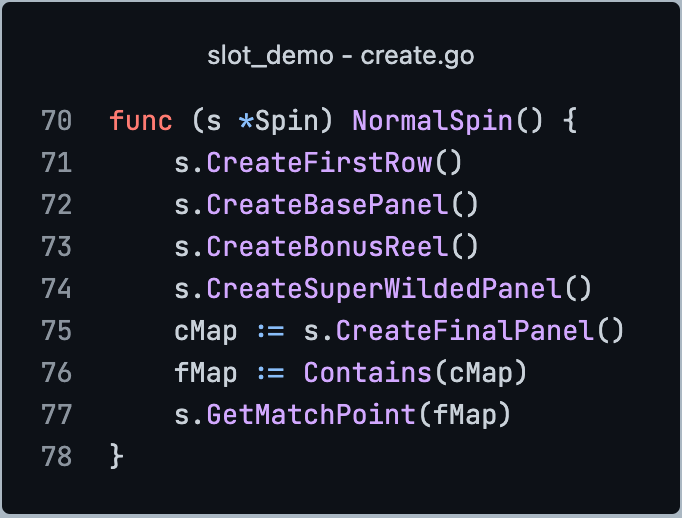 slot_demo - create.go
70 func (s *Spin) NormalSpin() {
71     s.CreateFirstRow()
72     s.CreateBasePanel()
73     s.CreateBonusReel()
74     s.CreateSuperWildedPanel()
75     cMap := s.CreateFinalPanel()
76     fMap := Contains(cMap)
77     s.GetMatchPoint(fMap)
78 }